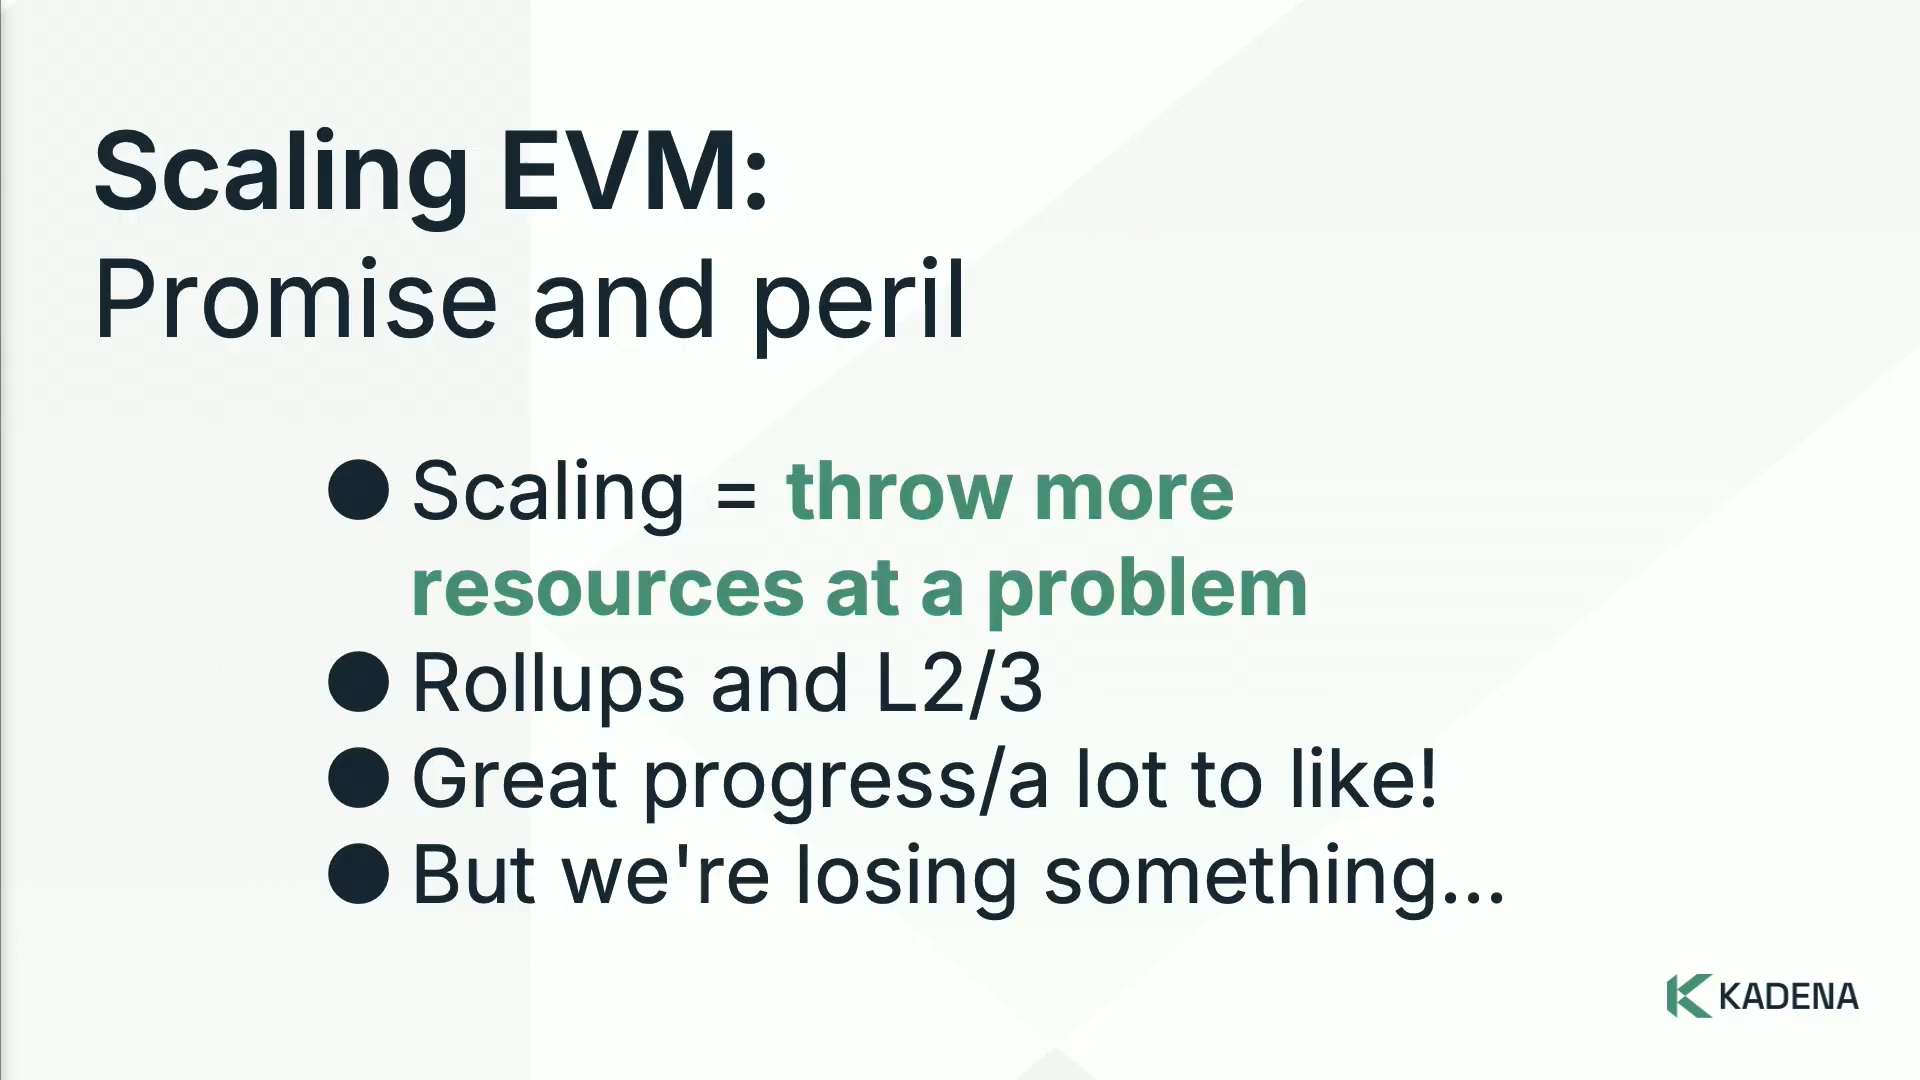 Scaling EVM:
Promise and peril
● Scaling = throw more
resources at a problem
● Rollups and L2/3
● Great progress/a lot to like!
● But we're losing something...
KADENA